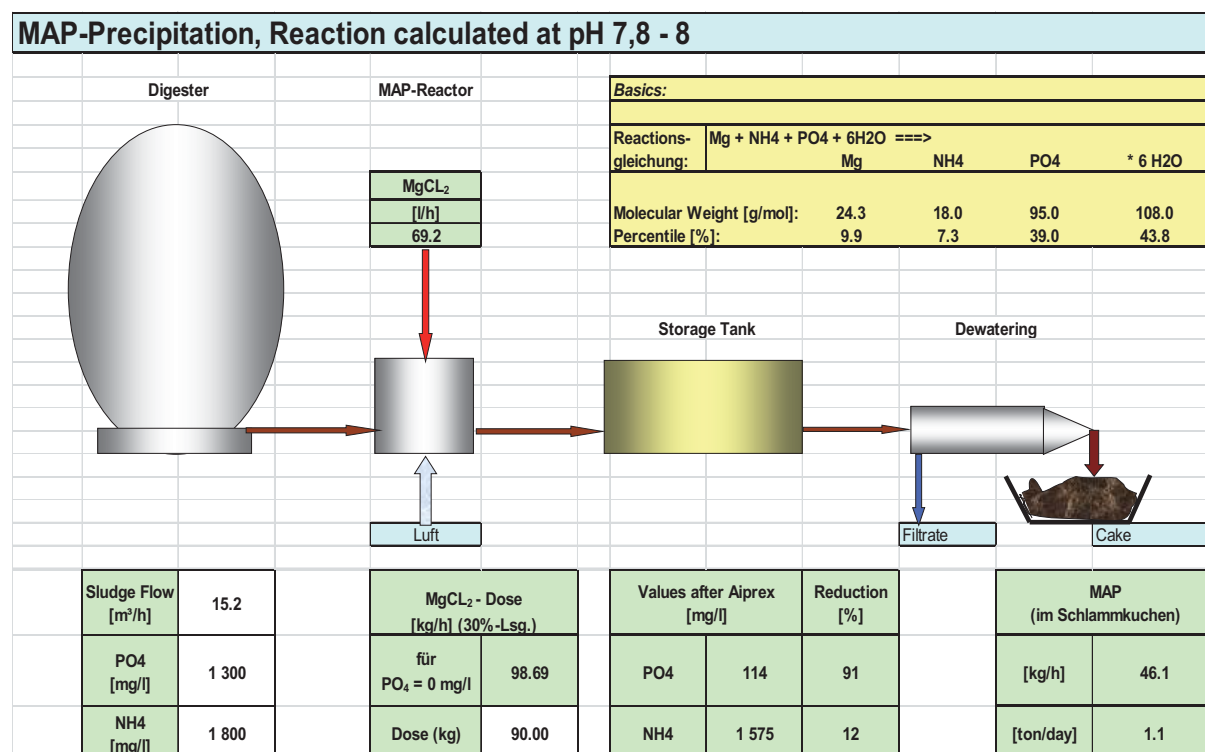 MAP-Precipitation, Reaction calculated at pH 7,8 - 8
Digester
MAP-Reactor
Basics:
Reactions-
gleichung:
Mg + NH4 + PO4 + 6H2O ===>
Mg NH4 PO4 * 6 H2O
Molecular Weight [g/mol]: 24.3 18.0 95.0 108.0
Percentile [%]: 9.9 7.3 39.0 43.8
MgCL₂
[l/h]
69.2
Storage Tank
Dewatering
Luft
Filtrate
Cake
Sludge Flow
[m³/h]
15.2
PO4
[mg/l]
1 300
NH4
[mg/l]
1 800
MgCL₂ - Dose
[kg/h] (30%-Lsg.)
für
PO₄ = 0 mg/l
98.69
Dose (kg)
90.00
Values after Aiprex
[mg/l]
Reduction
[%]
PO4 114 91
NH4 1 575 12
MAP
(im Schlammkuchen)
[kg/h] 46.1
[ton/day] 1.1